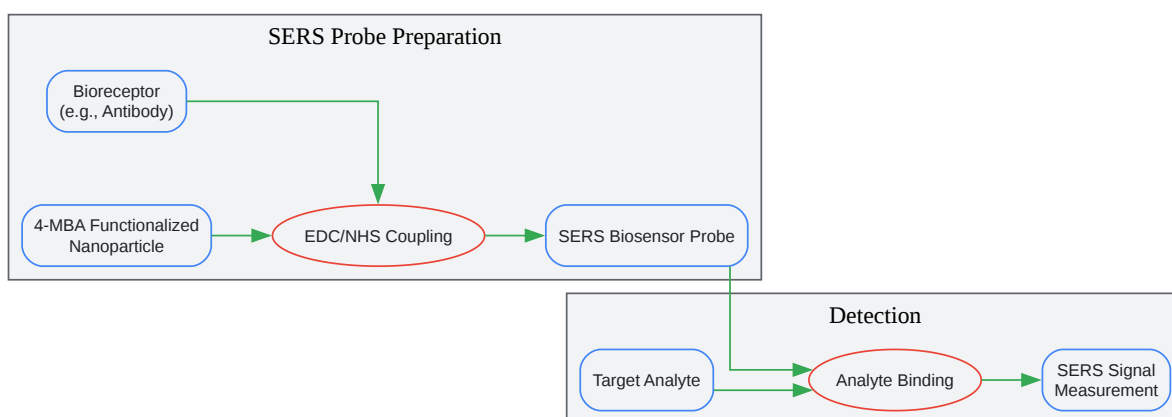 SERS Probe Preparation
Bioreceptor
(e.g., Antibody)
4-MBA Functionalized
Nanoparticle
EDC/NHS Coupling
SERS Biosensor Probe
Detection
Target Analyte
Analyte Binding
SERS Signal
Measurement